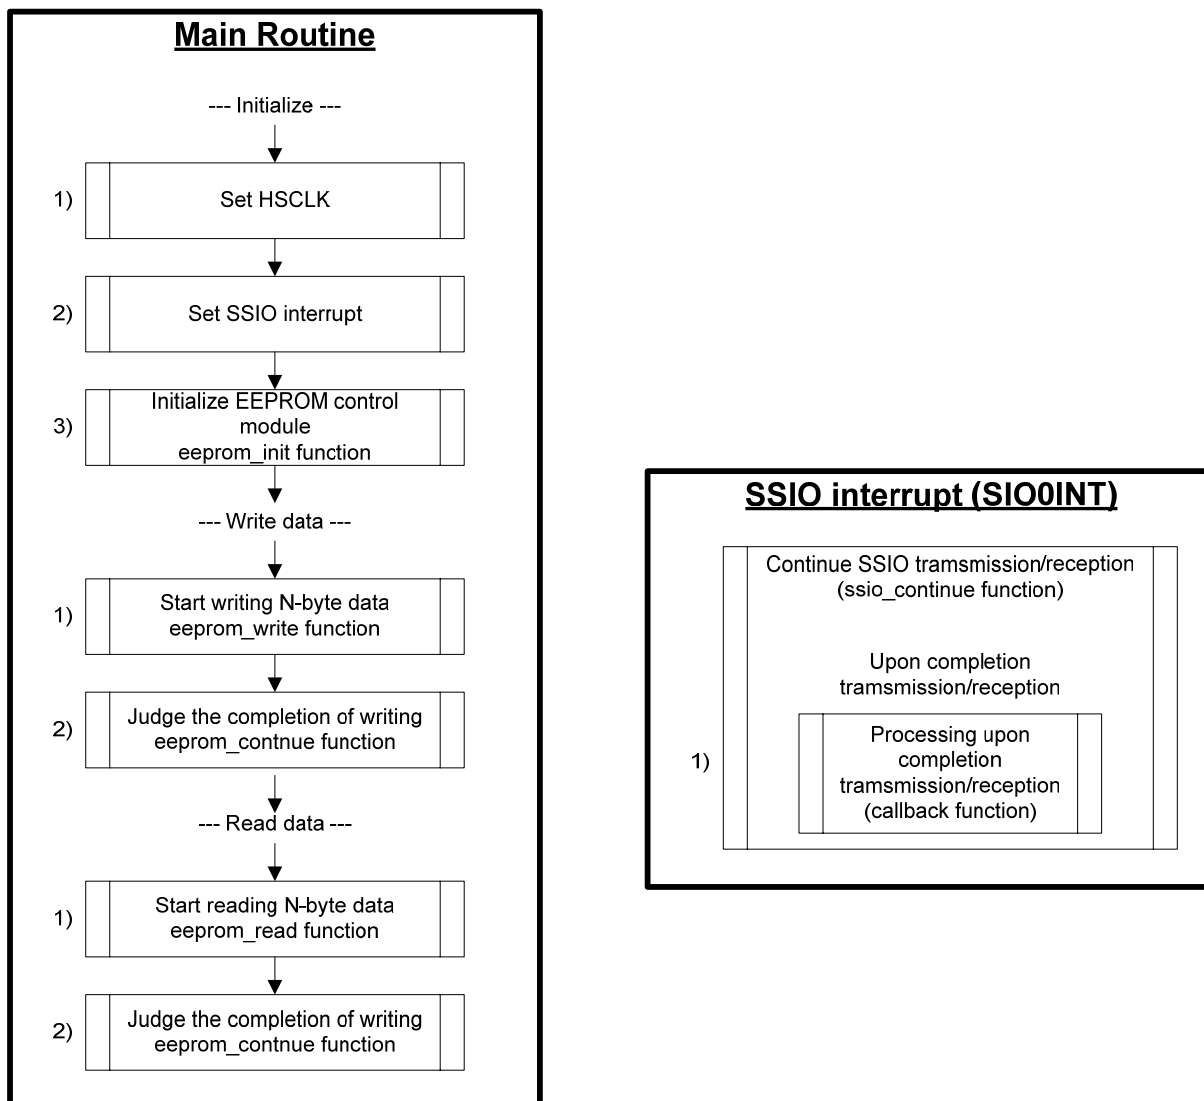 Main Routine
--- Initialize ---
1)
Set HSCLK
2)
Set SSIO interrupt
3)
Initialize EEPROM control
module
eeprom_init function
--- Write data ---
1)
Start writing N-byte data
eeprom_write function
2)
Judge the completion of writing
eeprom_contnue function
--- Read data ---
1)
Start reading N-byte data
eeprom_read function
2)
Judge the completion of writing
eeprom_contnue function
SSIO interrupt (SIO0INT)
Continue SSIO tramsmission/reception
(ssio_continue function)
Upon completion
tramsmission/reception
1)
Processing upon
completion
tramsmission/reception
(callback function)